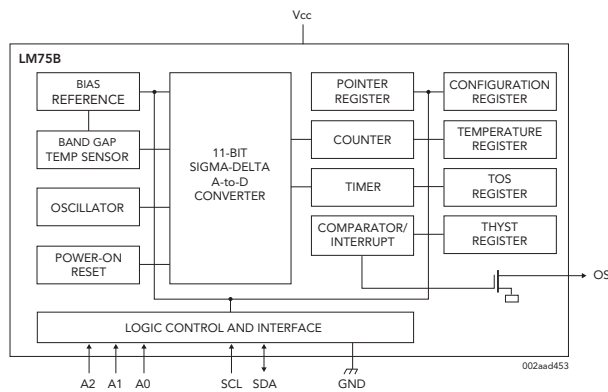 Vcc
LM75B
BIAS
REFERENCE
BAND GAP
TEMP SENSOR
OSCILLATOR
POWER-ON
RESET
11-BIT
SIGMA-DELTA
A-to-D
CONVERTER
POINTER
REGISTER
CONFIGURATION
REGISTER
COUNTER
TEMPERATURE
REGISTER
TIMER
TOS
REGISTER
COMPARATOR/
INTERRUPT
THYST
REGISTER
OS
LOGIC CONTROL AND INTERFACE
002aad453
A2 A1 A0 SCL SDA GND